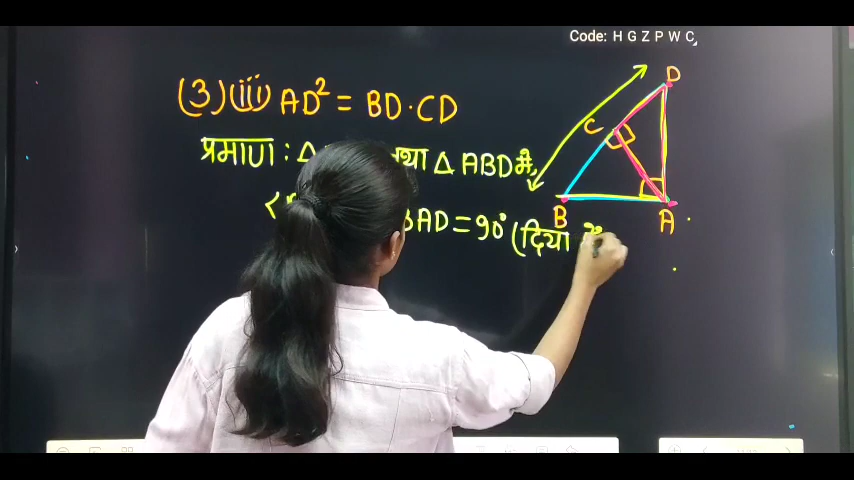 Code: H G Z P W C
(3)(iii) AD² = BD·CD
प्रमाण : Δ तथा Δ ABD में,
BAD = 90° (दिया है
D
C
B
A